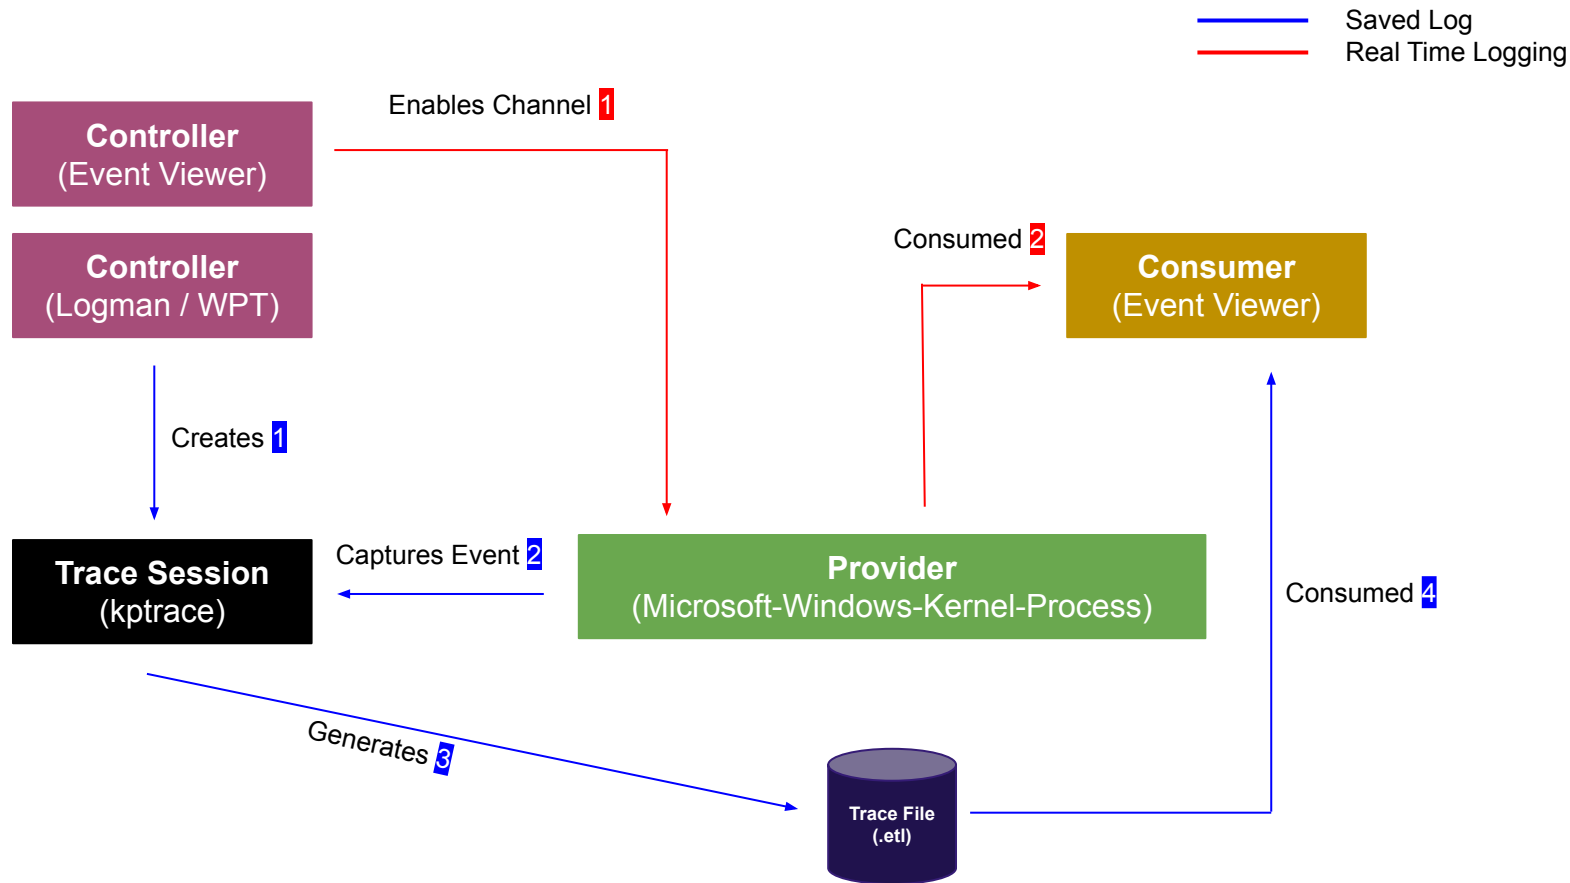 Saved Log
Real Time Logging
Enables Channel 1
Controller
(Event Viewer)
Controller
(Logman / WPT)
Consumed 2
Consumer
(Event Viewer)
Creates 1
Trace Session
(kptrace)
Captures Event 2
Provider
(Microsoft-Windows-Kernel-Process)
Consumed 4
Generates 3
Trace File
(.etl)